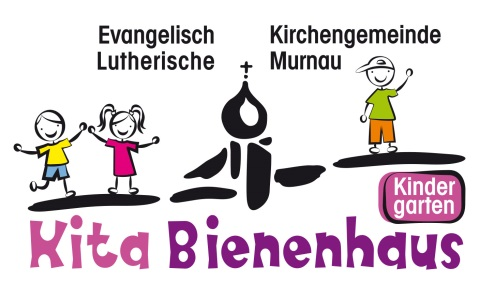 Evangelisch Kirchengemeinde
Lutherische Murnau
Kinder
garten
Kita Bienenhaus